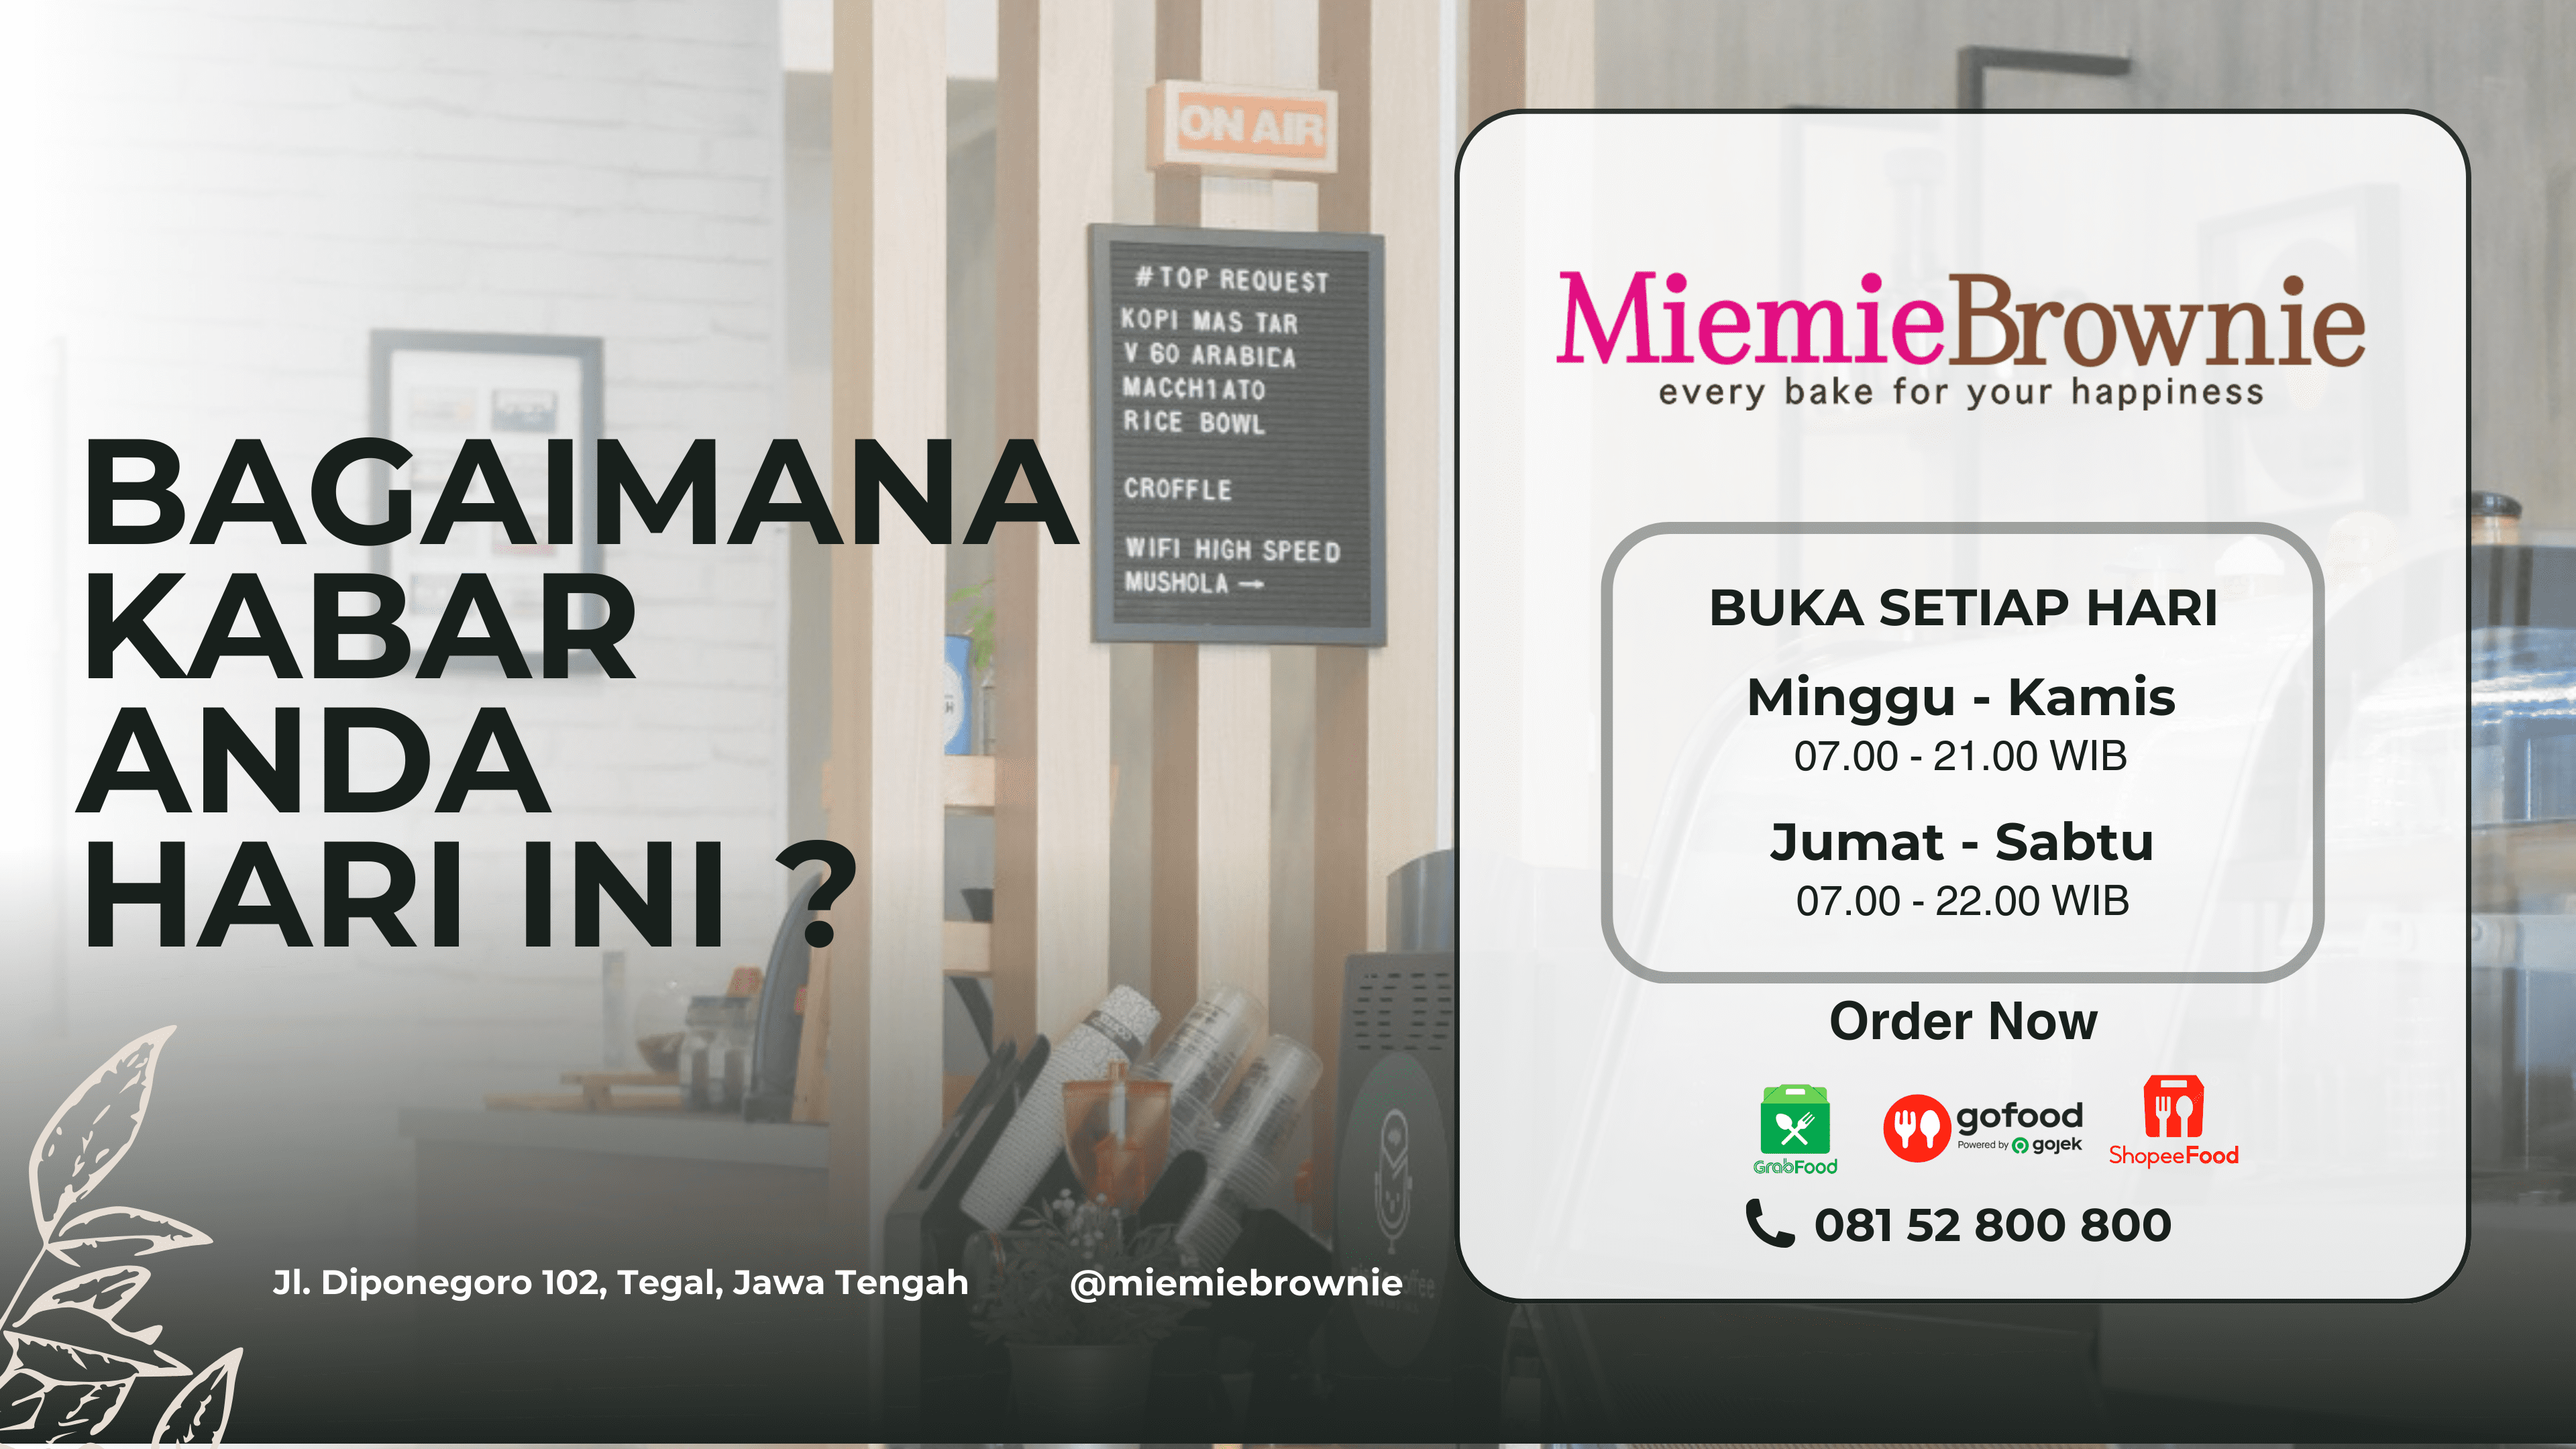 ON AIR
#TOP REQUEST
KOPI MAS TAR
V 60 ARABICA
MACCH1ATO
RICE BOWL
CROFFLE
WIFI HIGH SPEED
MUSHOLA →
BAGAIMANA
KABAR
ANDA
HARI INI ?
Jl. Diponegoro 102, Tegal, Jawa Tengah
@miemiebrownie
MiemieBrownie
every bake for your happiness
BUKA SETIAP HARI
Minggu - Kamis
07.00 - 21.00 WIB
Jumat - Sabtu
07.00 - 22.00 WIB
Order Now
GrabFood
gofood
Powered by gojek
ShopeeFood
081 52 800 800